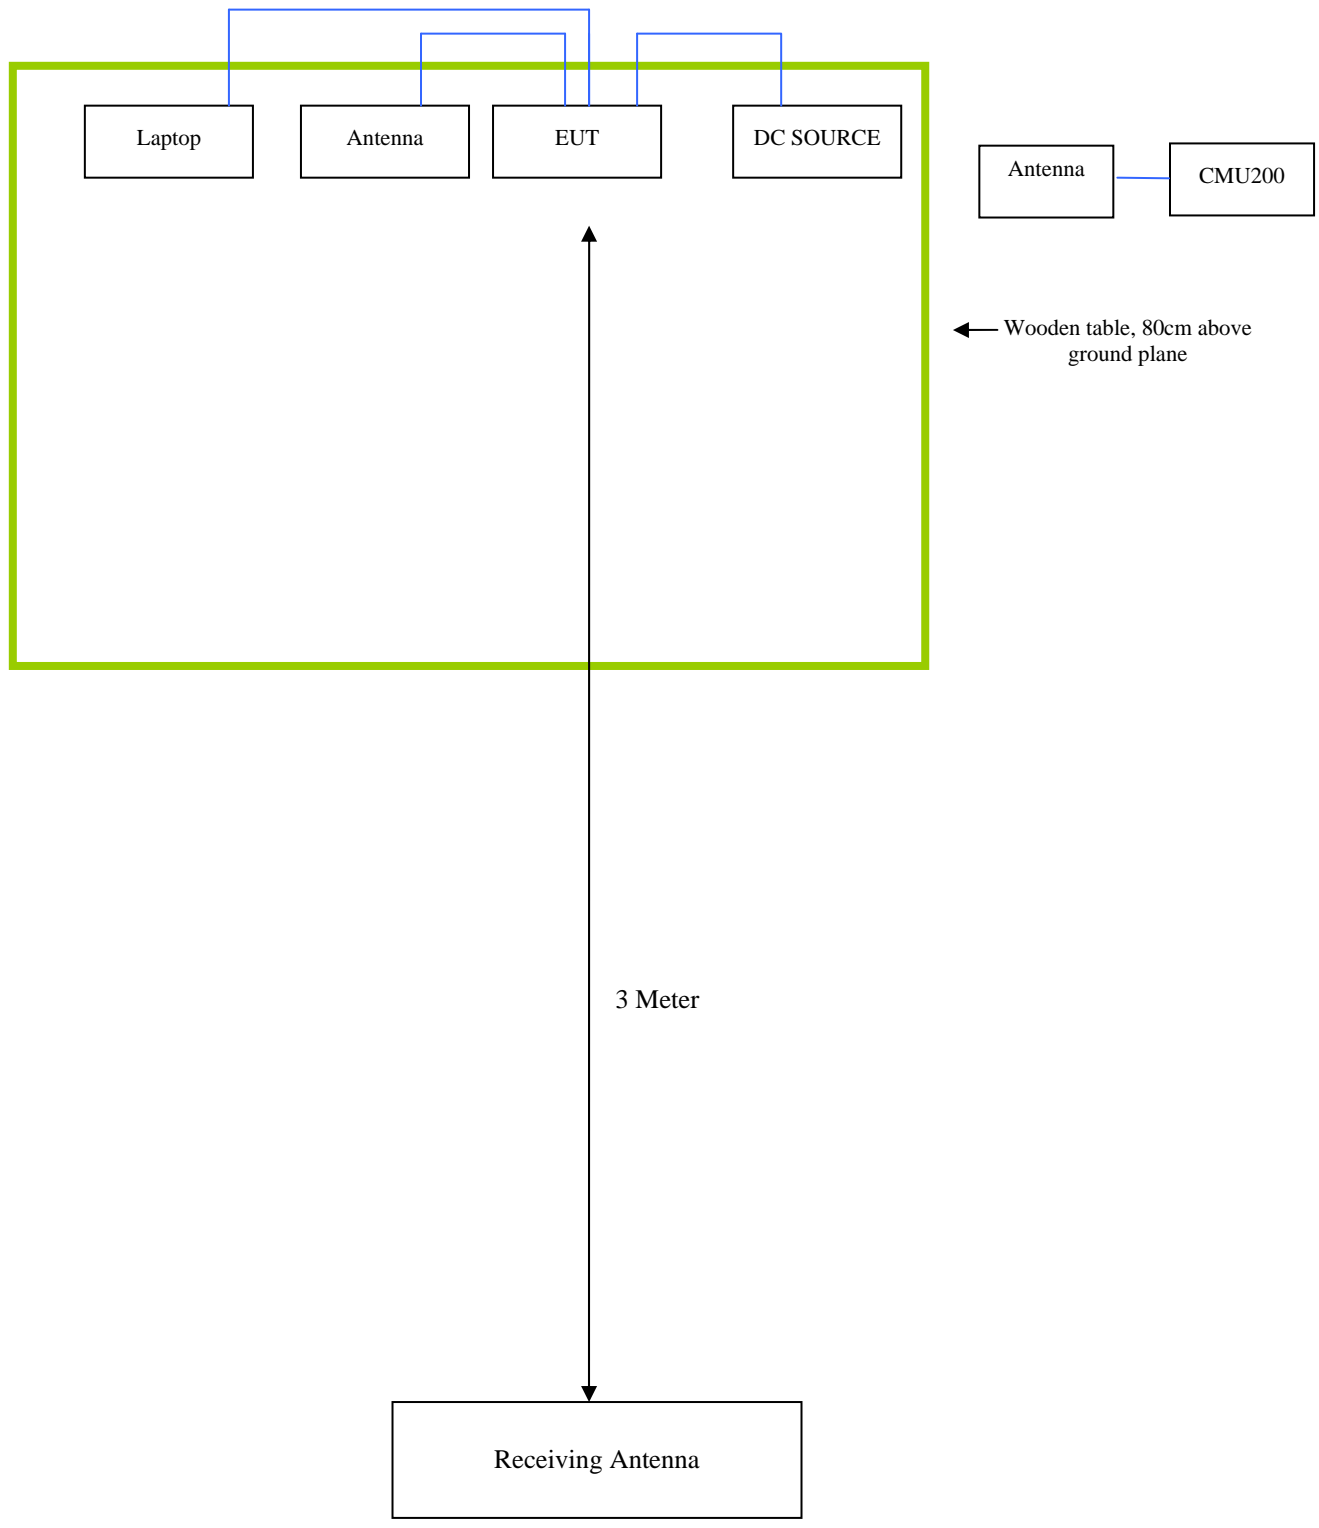 Laptop
Antenna
EUT
DC SOURCE
Antenna
CMU200
Wooden table, 80cm above
ground plane
3 Meter
Receiving Antenna